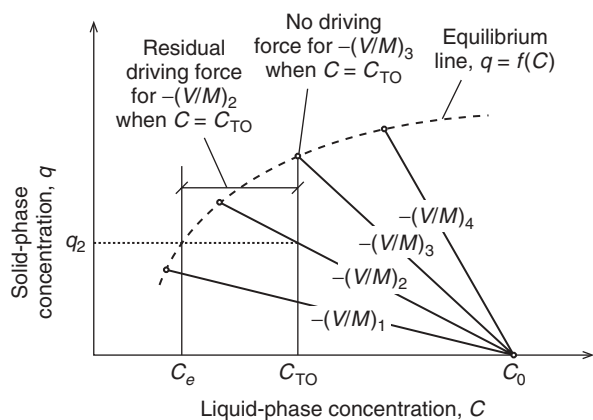 No driving
force for –(V/M)3
when C = CTO
Residual
driving force
for –(V/M)2
when C = CTO
Equilibrium
line, q = f(C)
Solid-phase
concentration, q
q2
–(V/M)4
–(V/M)3
–(V/M)2
–(V/M)1
Ce
CTO
C0
Liquid-phase concentration, C